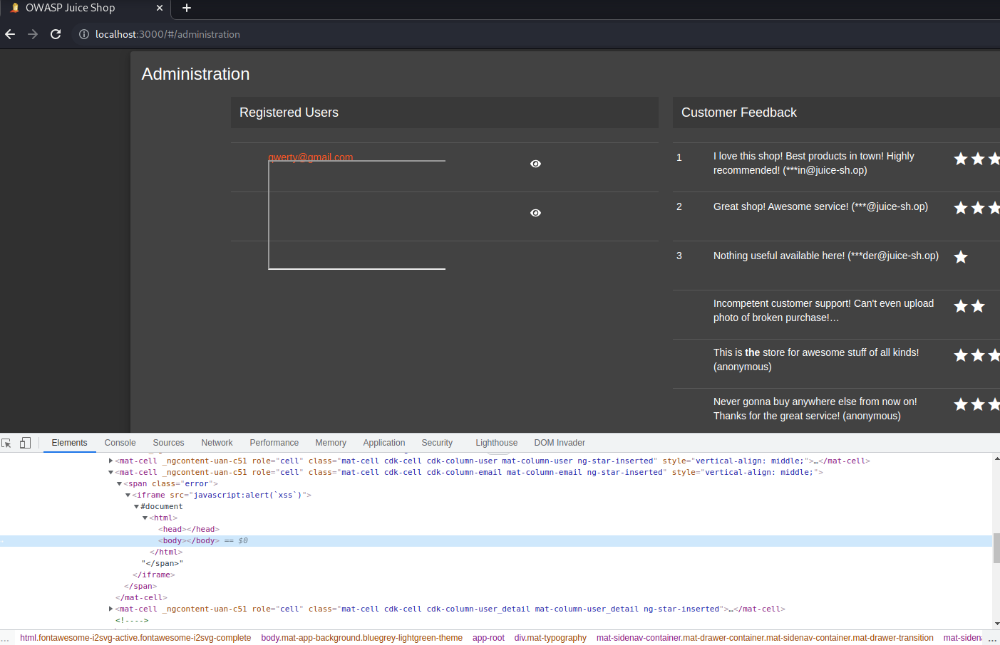 OWASP Juice Shop
localhost:3000/#/administration
Administration
Registered Users
qwerty@gmail.com
Customer Feedback
1 I love this shop! Best products in town! Highly
recommended! (***in@juice-sh.op)
2 Great shop! Awesome service! (***@juice-sh.op)
3 Nothing useful available here! (***der@juice-sh.op)
Incompetent customer support! Can't even upload
photo of broken purchase!…
This is the store for awesome stuff of all kinds!
(anonymous)
Never gonna buy anywhere else from now on!
Thanks for the great service! (anonymous)
Elements Console Sources Network Performance Memory Application Security Lighthouse DOM Invader
<mat-cell _ngcontent-uan-c51 role="cell" class="mat-cell cdk-cell cdk-column-user mat-column-user ng-star-inserted" style="vertical-align: middle;">…</mat-cell>
<mat-cell _ngcontent-uan-c51 role="cell" class="mat-cell cdk-cell cdk-column-email mat-column-email ng-star-inserted" style="vertical-align: middle;">
<span class="error">
<iframe src="javascript:alert(`xss`)">
#document
<html>
<head></head>
<body></body> == $0
</html>
"</span>"
</iframe>
</span>
</mat-cell>
<mat-cell _ngcontent-uan-c51 role="cell" class="mat-cell cdk-cell cdk-column-user_detail mat-column-user_detail ng-star-inserted">…</mat-cell>
<!---->
… html.fontawesome-i2svg-active.fontawesome-i2svg-complete body.mat-app-background.bluegrey-lightgreen-theme app-root div.mat-typography mat-sidenav-container.mat-drawer-container.mat-sidenav-container.mat-drawer-transition mat-siden …